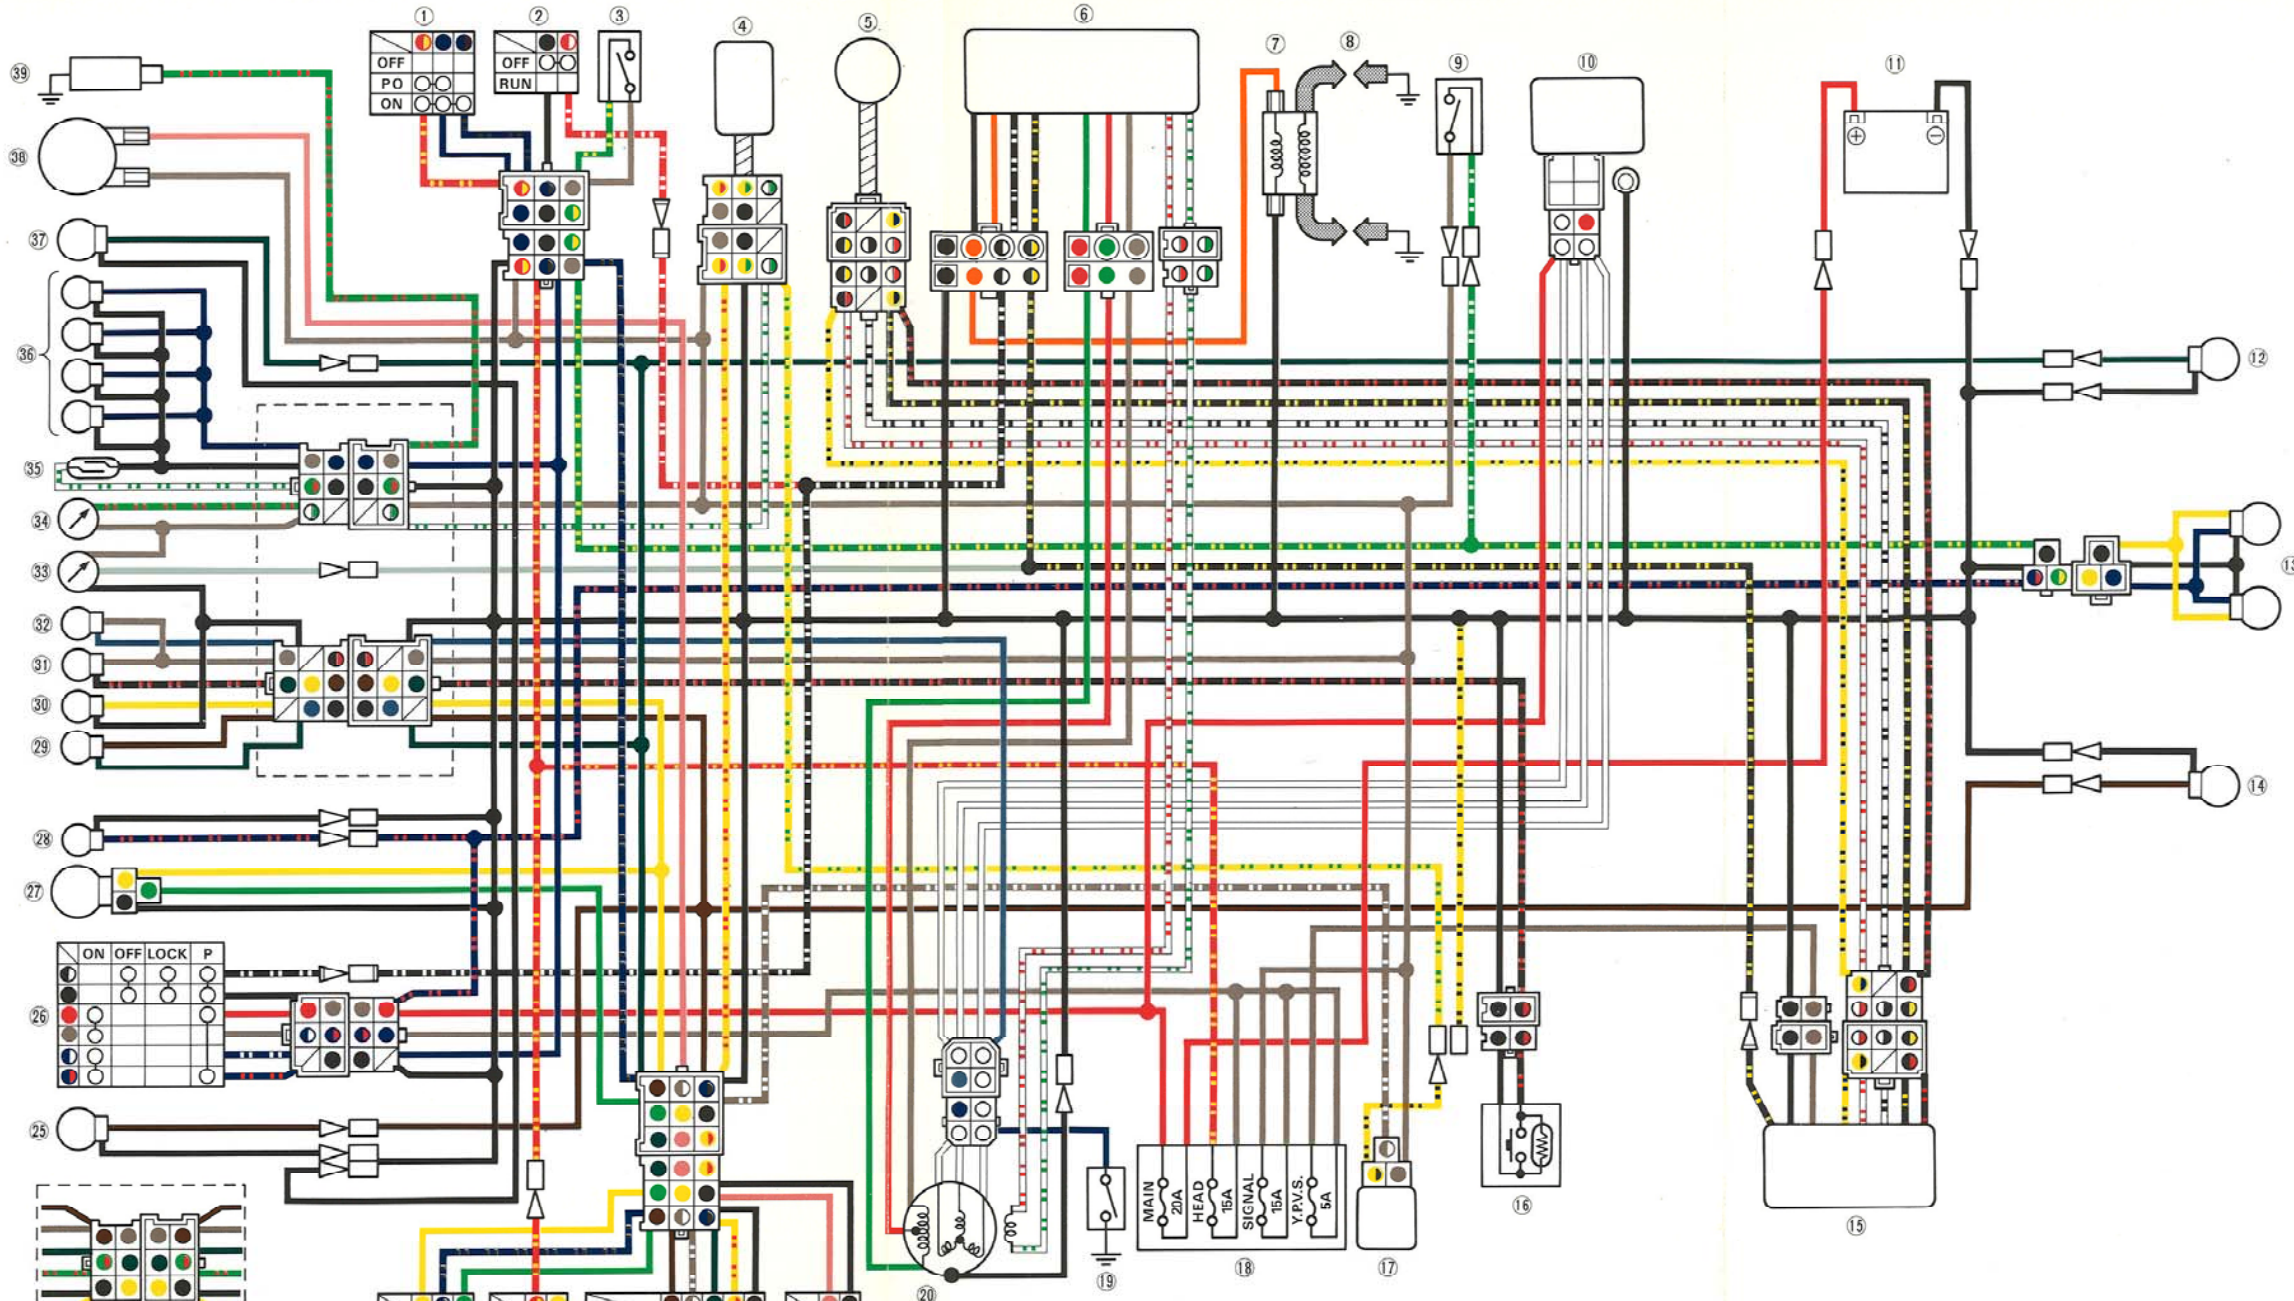 ① ② ③ ④ ⑤ ⑥ ⑦ ⑧ ⑨ ⑩ ⑪
OFF
PO
ON
OFF
RUN
㊴
㊳
㊲
㊱
㉟
㉞
㉝
㉜
㉛
㉚
㉙
㉘
㉗
ON OFF LOCK P
㉖
㉕
+ −
⑫
⑬
⑭
MAIN 20A
HEAD 15A
SIGNAL 15A
Y.P.V.S. 5A
⑮
⑯
⑰
⑱
⑲
⑳